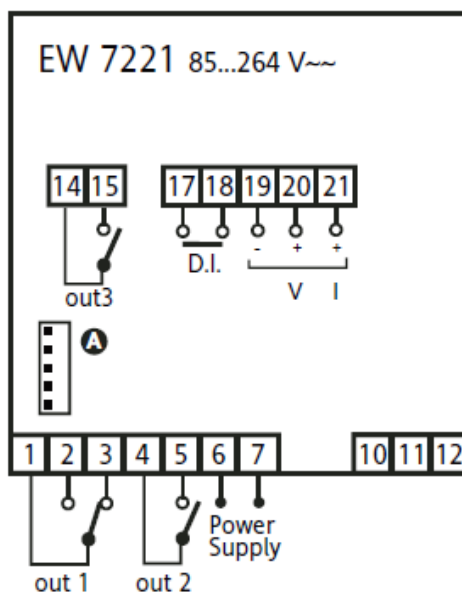 EW 7221 85...264 V~~
14 15 17 18 19 20 21
- + +
D.I.
V I
out3
A
1 2 3 4 5 6 7 10 11 12
Power
Supply
out 1 out 2